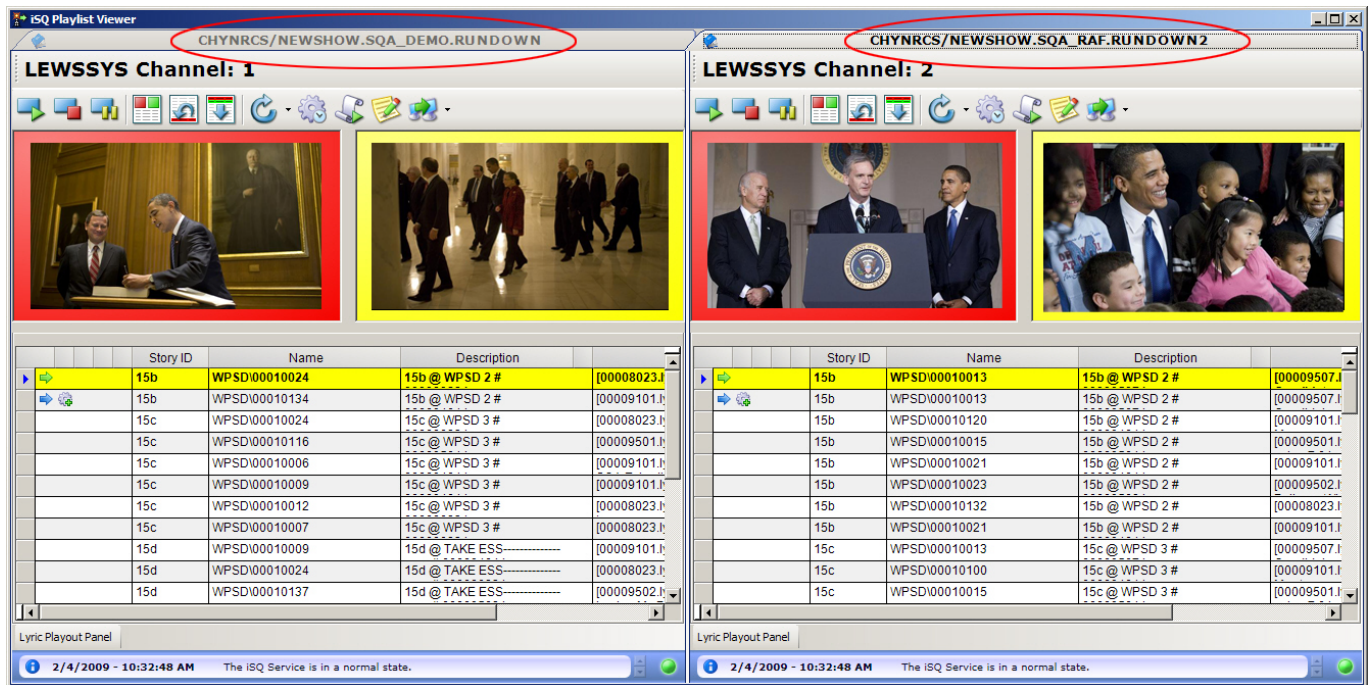 iSQ Playlist Viewer
CHYNRCS/NEWSHOW.SQA_DEMO.RUNDOWN
CHYNRCS/NEWSHOW.SQA_RAF.RUNDOWN2
LEWSSYS Channel: 1
Story ID Name Description
15b WPSD\00010024 15b @ WPSD 2 # [00008023.l
15b WPSD\00010134 15b @ WPSD 2 # [00009101.l
15c WPSD\00010024 15c @ WPSD 3 # [00008023.l
15c WPSD\00010116 15c @ WPSD 3 # [00009501.l
15c WPSD\00010006 15c @ WPSD 3 # [00009101.l
15c WPSD\00010009 15c @ WPSD 3 # [00009101.l
15c WPSD\00010012 15c @ WPSD 3 # [00008023.l
15c WPSD\00010007 15c @ WPSD 3 # [00008023.l
15d WPSD\00010009 15d @ TAKE ESS-------------- [00009101.l
15d WPSD\00010024 15d @ TAKE ESS-------------- [00008023.l
15d WPSD\00010137 15d @ TAKE ESS-------------- [00009502.l
Lyric Playout Panel
2/4/2009 - 10:32:48 AM The iSQ Service is in a normal state.
LEWSSYS Channel: 2
Story ID Name Description
15b WPSD\00010013 15b @ WPSD 2 # [00009507.l
15b WPSD\00010013 15b @ WPSD 2 # [00009507.l
15b WPSD\00010120 15b @ WPSD 2 # [00009101.l
15b WPSD\00010015 15b @ WPSD 2 # [00009501.l
15b WPSD\00010021 15b @ WPSD 2 # [00009101.l
15b WPSD\00010023 15b @ WPSD 2 # [00009502.l
15b WPSD\00010132 15b @ WPSD 2 # [00008023.l
15b WPSD\00010021 15b @ WPSD 2 # [00009101.l
15c WPSD\00010013 15c @ WPSD 3 # [00009507.l
15c WPSD\00010100 15c @ WPSD 3 # [00009101.l
15c WPSD\00010015 15c @ WPSD 3 # [00009501.l
Lyric Playout Panel
2/4/2009 - 10:32:48 AM The iSQ Service is in a normal state.